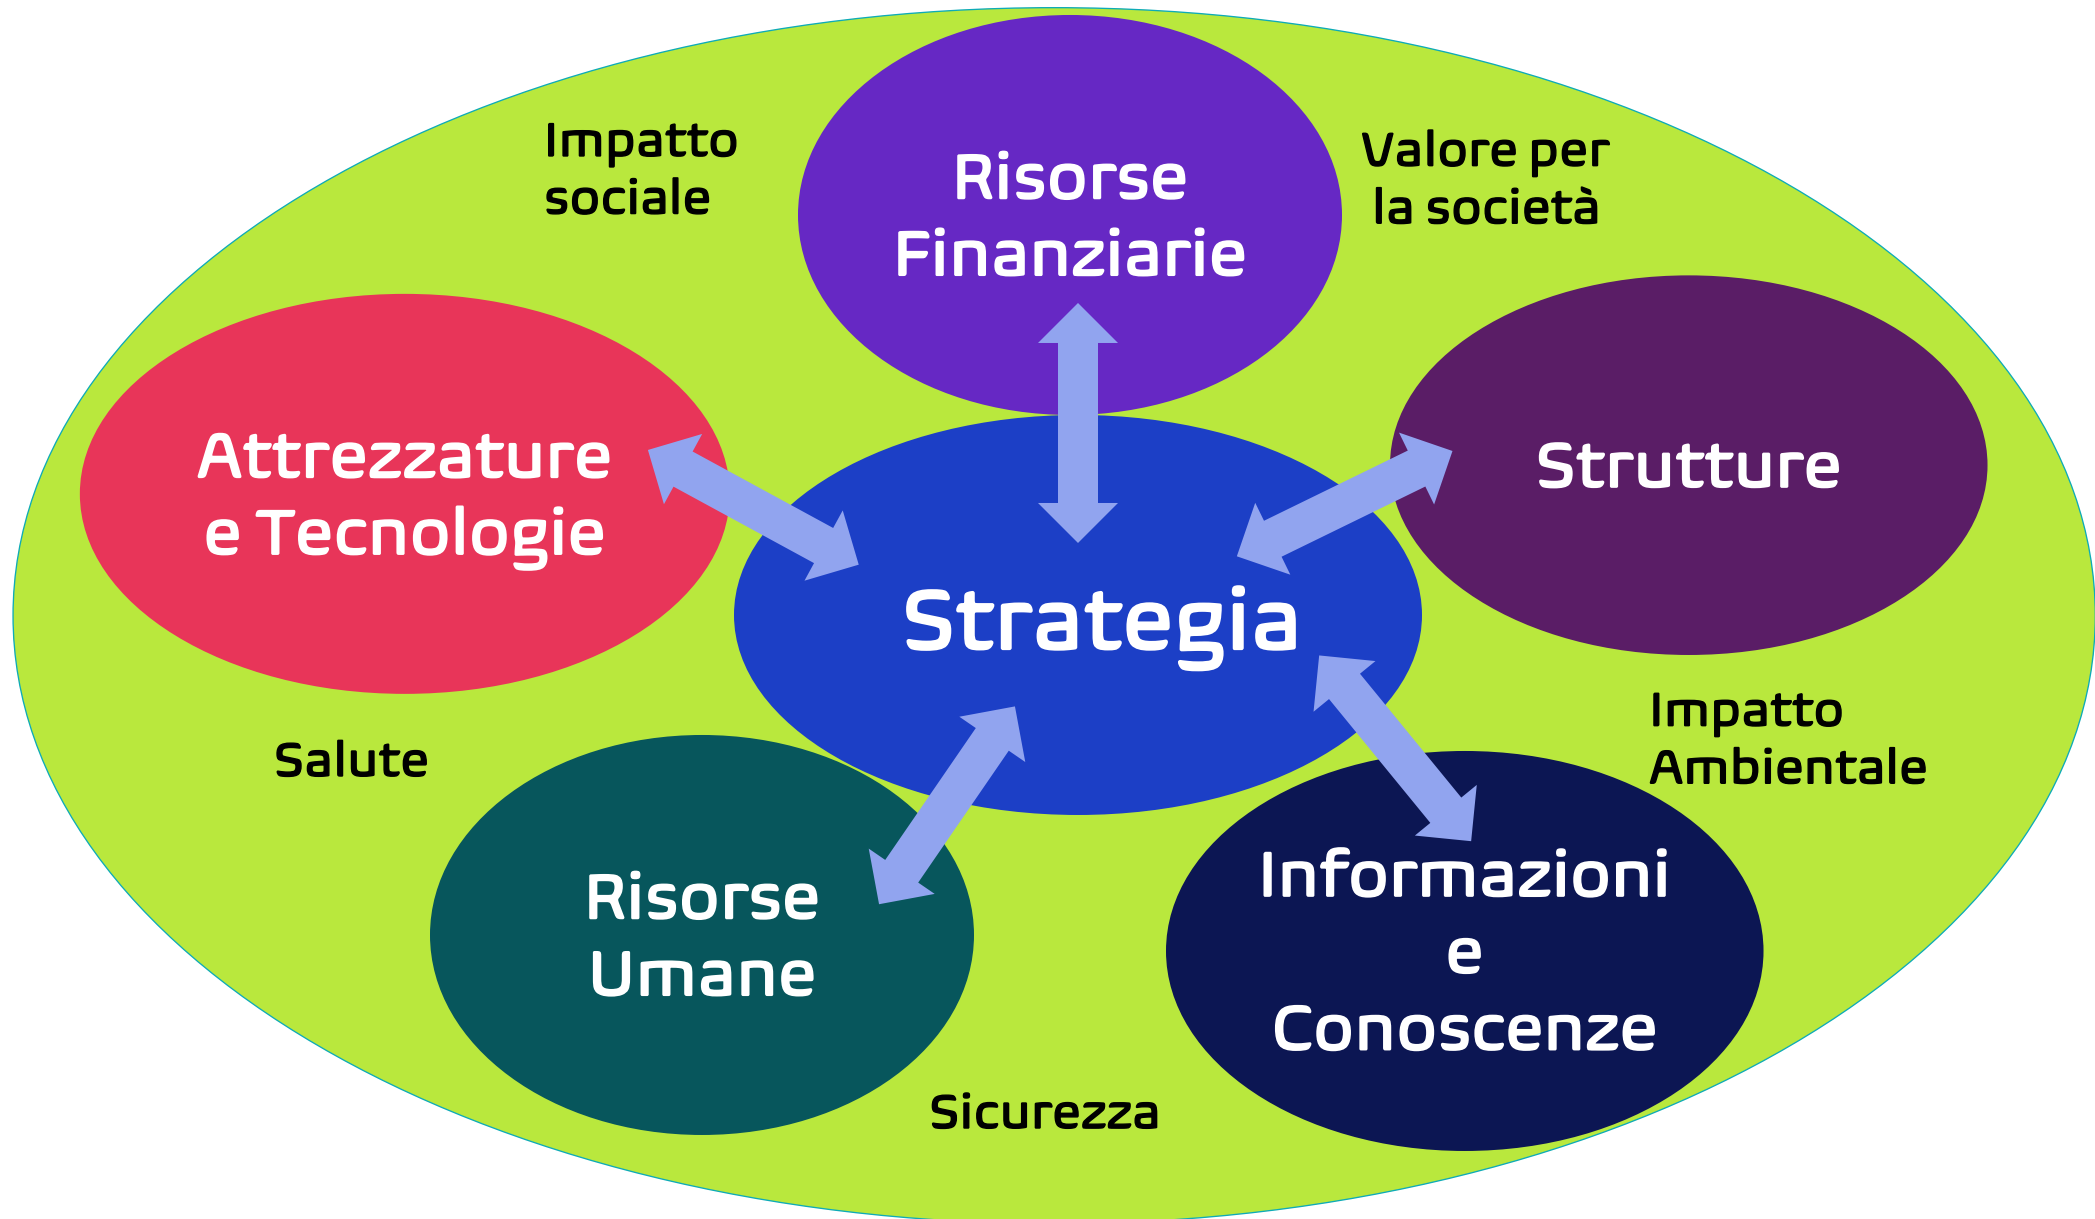 Impatto
sociale
Risorse
Finanziarie
Valore per
la società
Attrezzature
e Tecnologie
Strutture
Strategia
Salute
Impatto
Ambientale
Risorse
Umane
Informazioni
e
Conoscenze
Sicurezza